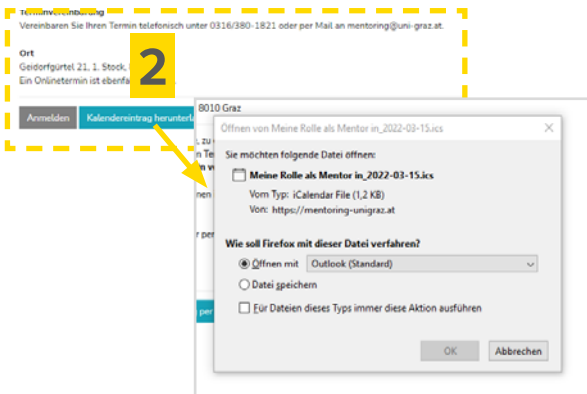 Terminvereinbarung
Vereinbaren Sie Ihren Termin telefonisch unter 0316/380-1821 oder per Mail an mentoring@uni-graz.at.
Ort
Geidorfgürtel 21, 1. Stock,
Ein Onlinetermin ist
2
Anmelden
Kalendereintrag
8010 Graz
Öffnen von Meine Rolle als Mentor in_2022-03-15.ics
Sie möchten folgende Datei öffnen:
Meine Rolle als Mentor in_2022-03-15.ics
Vom Typ: iCalendar File (1,2 KB)
Von: https://mentoring-unigraz.at
Wie soll Firefox mit dieser Datei verfahren?
Öffnen mit Outlook (Standard)
Datei speichern
Für Dateien dieses Typs immer diese Aktion ausführen
per
OK Abbrechen